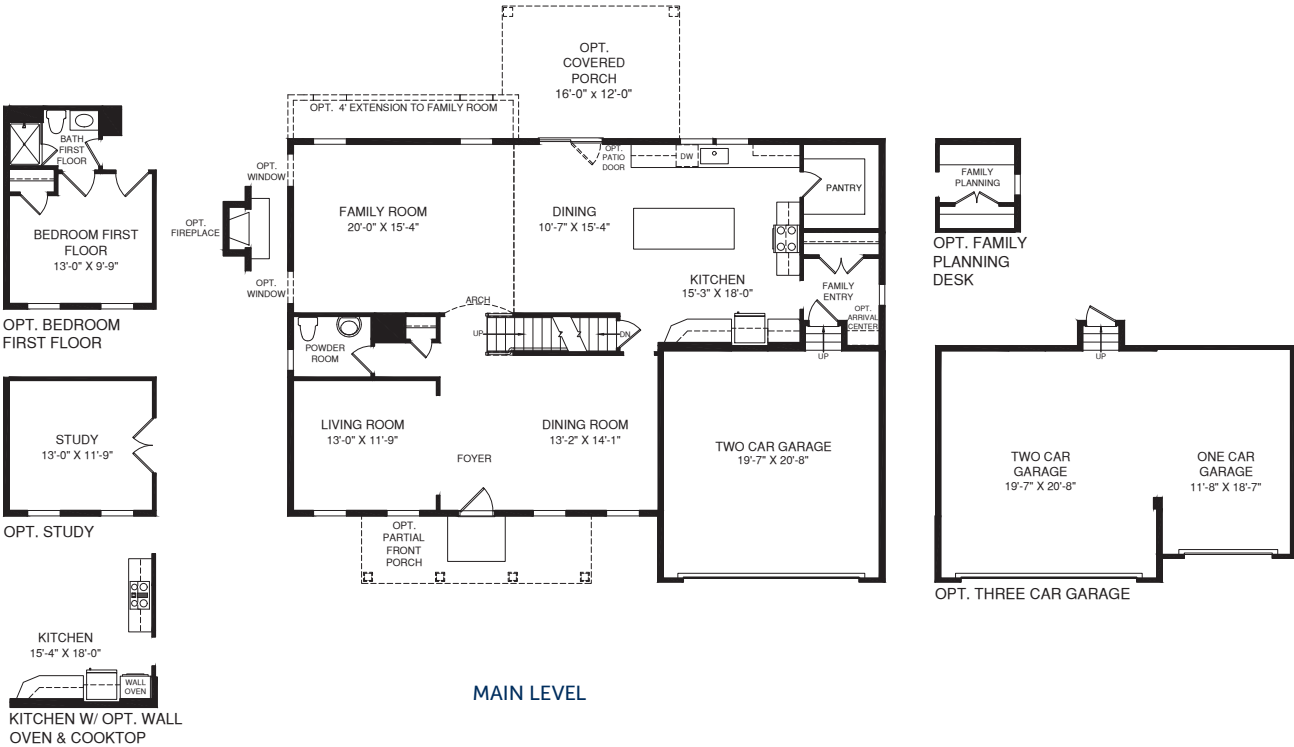 OPT.
COVERED
PORCH
16'-0" x 12'-0"
OPT. 4' EXTENSION TO FAMILY ROOM
BATH
FIRST
FLOOR
BEDROOM FIRST
FLOOR
13'-0" X 9'-9"
OPT. BEDROOM
FIRST FLOOR
OPT.
WINDOW
OPT.
FIREPLACE
OPT.
WINDOW
FAMILY ROOM
20'-0" X 15'-4"
OPT.
PATIO
DOOR
DW
DINING
10'-7" X 15'-4"
PANTRY
KITCHEN
15'-3" X 18'-0"
FAMILY
ENTRY
OPT.
ARRIVAL
CENTER
UP
ARCH
UP
DN
POWDER
ROOM
LIVING ROOM
13'-0" X 11'-9"
FOYER
DINING ROOM
13'-2" X 14'-1"
TWO CAR GARAGE
19'-7" X 20'-8"
OPT.
PARTIAL
FRONT
PORCH
FAMILY
PLANNING
OPT. FAMILY
PLANNING
DESK
UP
TWO CAR
GARAGE
19'-7" X 20'-8"
ONE CAR
GARAGE
11'-8" X 18'-7"
OPT. THREE CAR GARAGE
STUDY
13'-0" X 11'-9"
OPT. STUDY
KITCHEN
15'-4" X 18'-0"
WALL
OVEN
KITCHEN W/ OPT. WALL
OVEN & COOKTOP
MAIN LEVEL